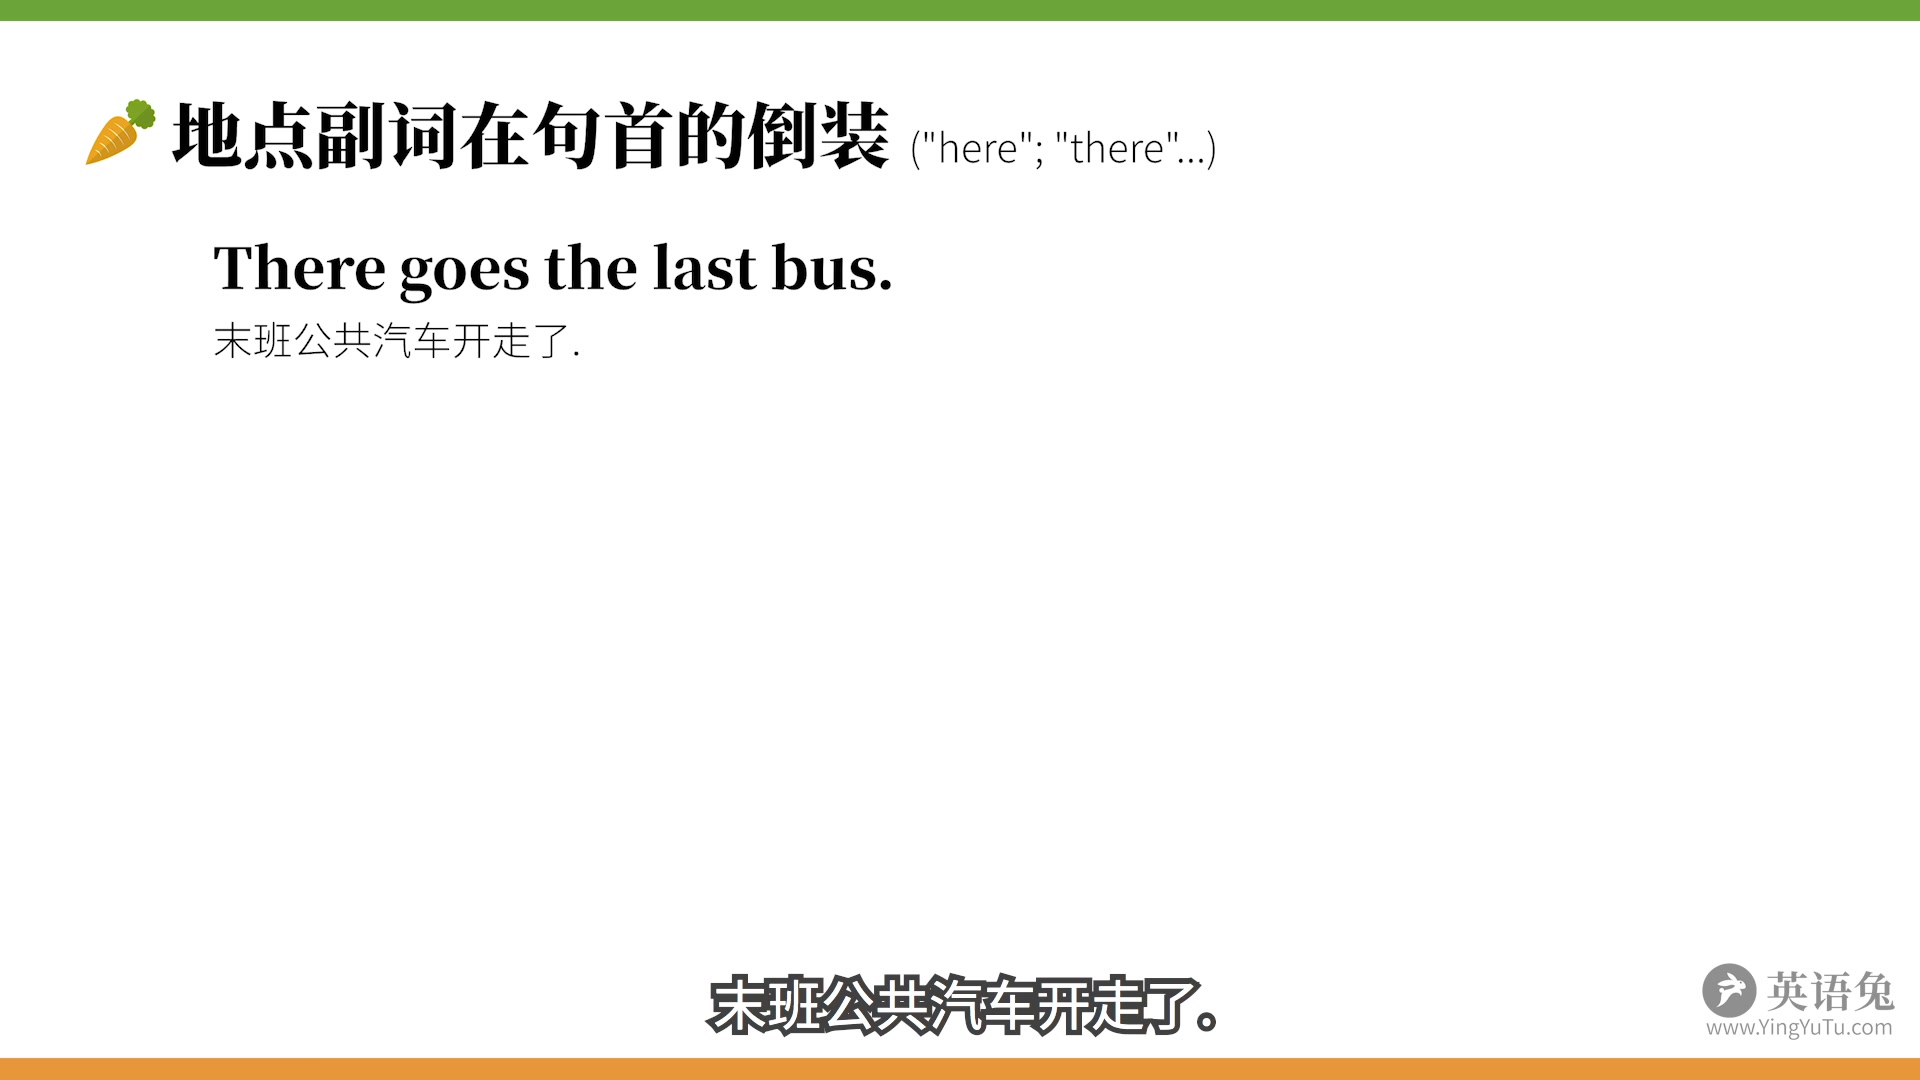 地点副词在句首的倒装 ("here"; "there"...)
There goes the last bus.
末班公共汽车开走了.
末班公共汽车开走了。
英语兔
www.YingYuTu.com